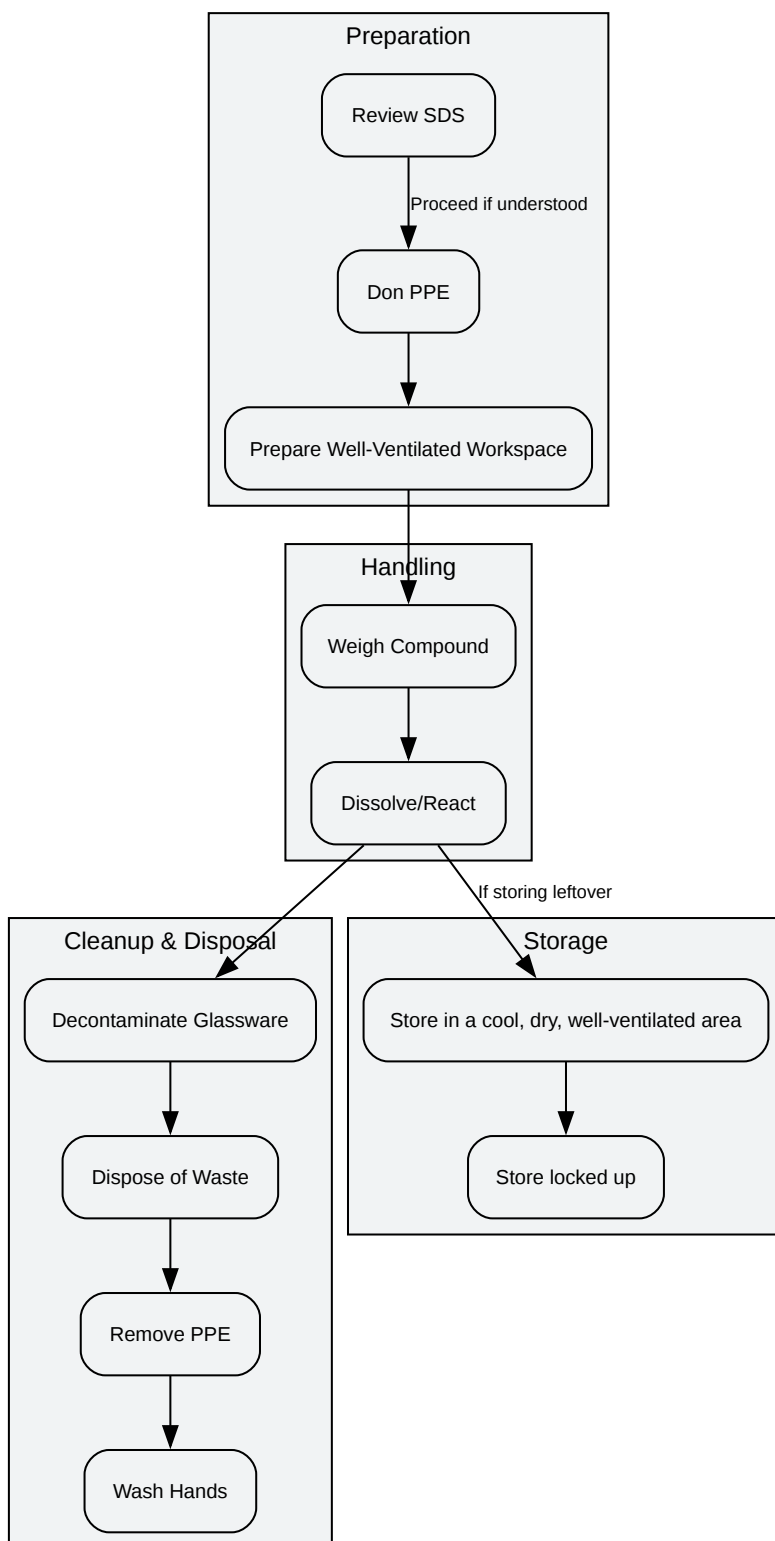 Preparation
Review SDS
Proceed if understood
Don PPE
Prepare Well-Ventilated Workspace
Handling
Weigh Compound
Dissolve/React
If storing leftover
Cleanup & Disposal
Decontaminate Glassware
Dispose of Waste
Remove PPE
Wash Hands
Storage
Store in a cool, dry, well-ventilated area
Store locked up